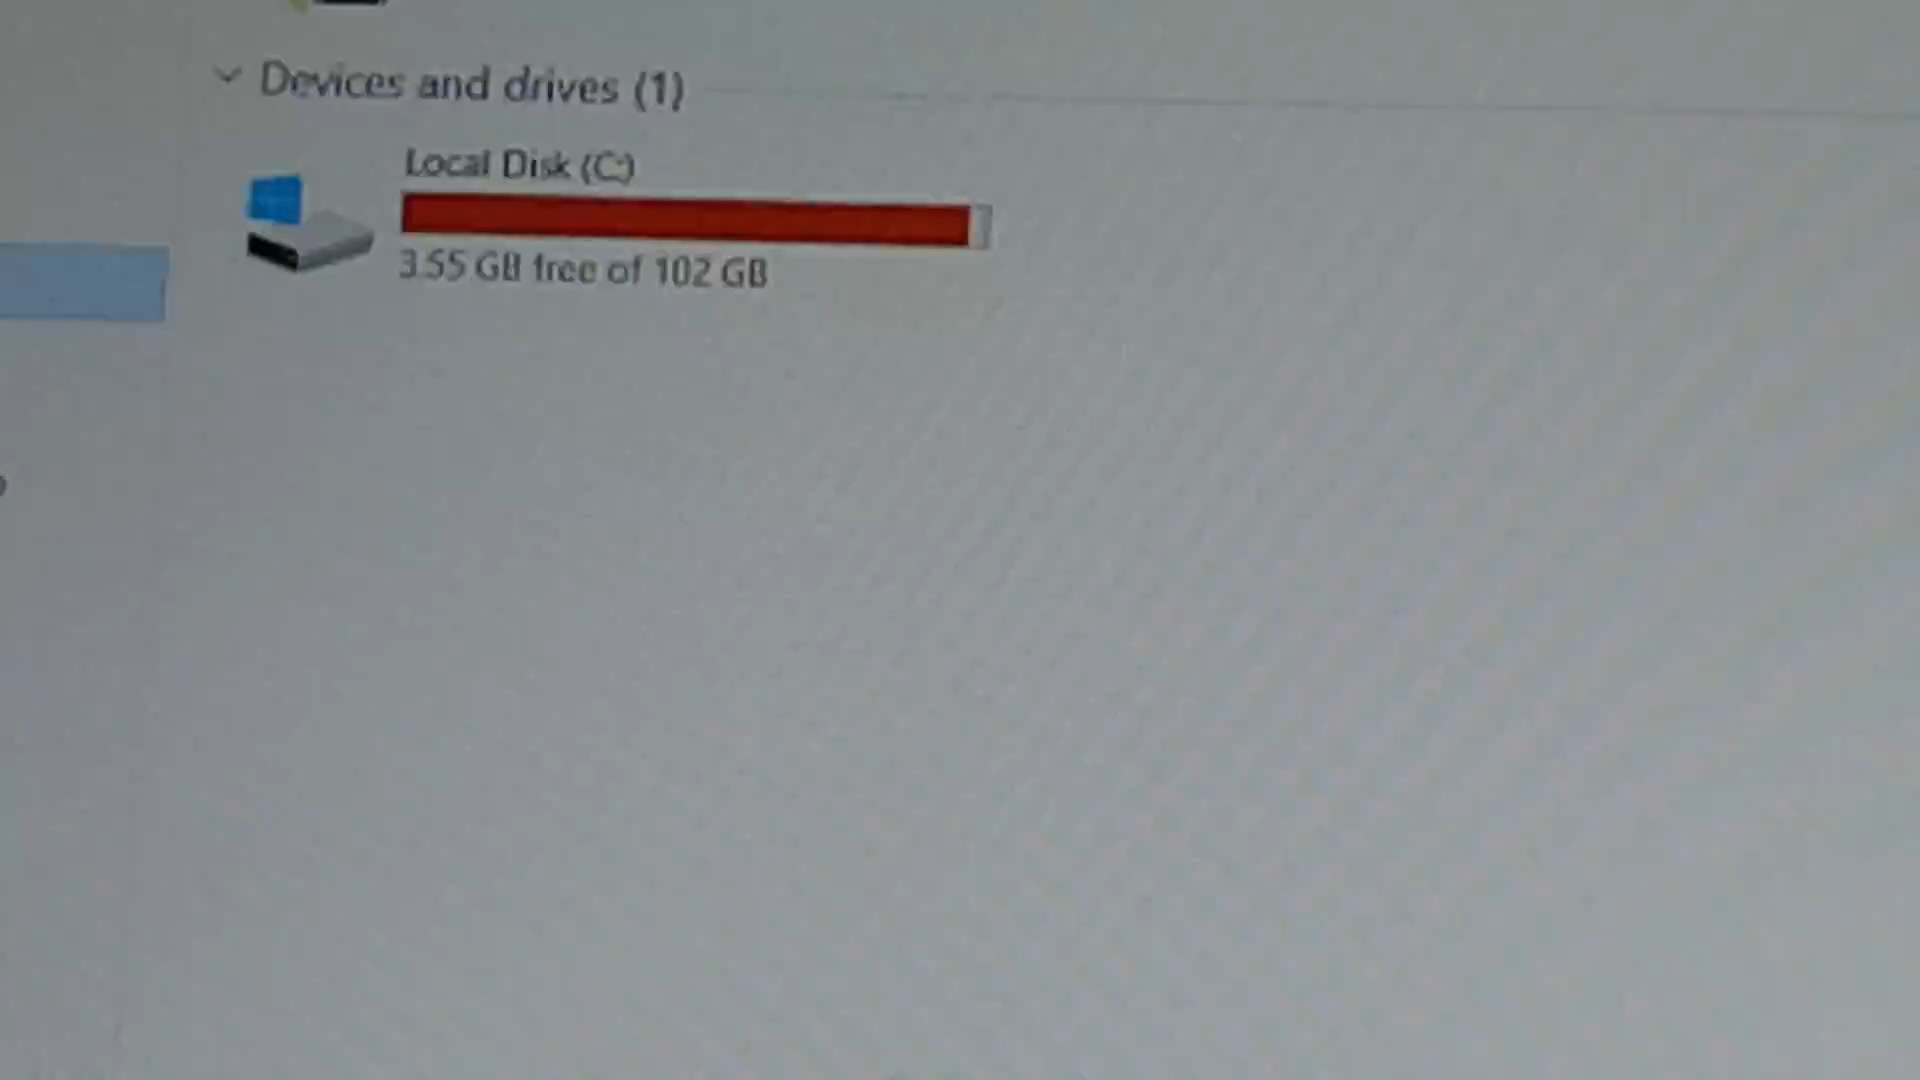 Devices and drives (1)
Local Disk (C:)
3.55 GB free of 102 GB